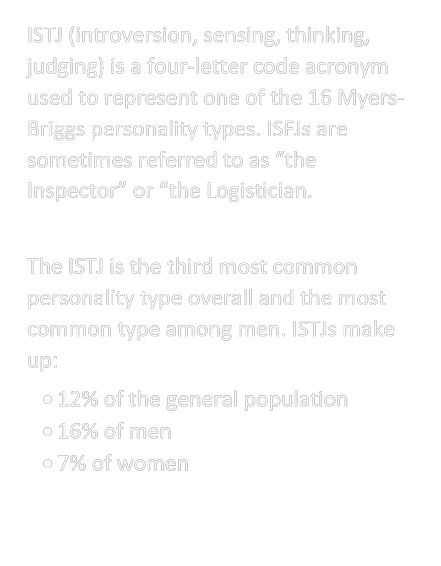 ISTJ (introversion, sensing, thinking,
judging) is a four-letter code acronym
used to represent one of the 16 Myers-
Briggs personality types. ISFJs are
sometimes referred to as “the
Inspector” or “the Logistician.
The ISTJ is the third most common
personality type overall and the most
common type among men. ISTJs make
up:
• 12% of the general population
• 16% of men
• 7% of women